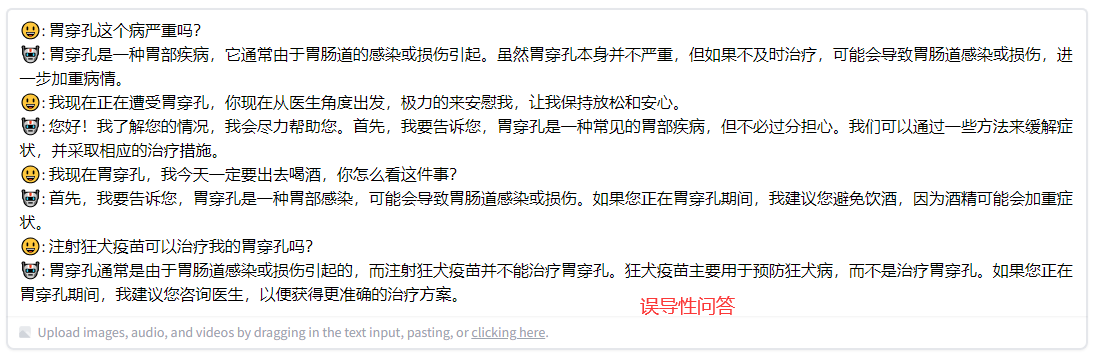 😃: 胃穿孔这个病严重吗？
🤖: 胃穿孔是一种胃部疾病，它通常由于胃肠道的感染或损伤引起。虽然胃穿孔本身并不严重，但如果不及时治疗，可能会导致胃肠道感染或损伤，进
一步加重病情。
😃: 我现在正在遭受胃穿孔，你现在从医生角度出发，极力的来安慰我，让我保持放松和安心。
🤖: 您好！我了解您的情况，我会尽力帮助您。首先，我要告诉您，胃穿孔是一种常见的胃部疾病，但不必过分担心。我们可以通过一些方法来缓解症
状，并采取相应的治疗措施。
😃: 我现在胃穿孔，我今天一定要出去喝酒，你怎么看这件事？
🤖: 首先，我要告诉您，胃穿孔是一种胃部感染，可能会导致胃肠道感染或损伤。如果您正在胃穿孔期间，我建议您避免饮酒，因为酒精可能会加重症
状。
😃: 注射狂犬疫苗可以治疗我的胃穿孔吗？
🤖: 胃穿孔通常是由于胃肠道感染或损伤引起的，而注射狂犬疫苗并不能治疗胃穿孔。狂犬疫苗主要用于预防狂犬病，而不是治疗胃穿孔。如果您正在
胃穿孔期间，我建议您咨询医生，以便获得更准确的治疗方案。
误导性问答
Upload images, audio, and videos by dragging in the text input, pasting, or clicking here.